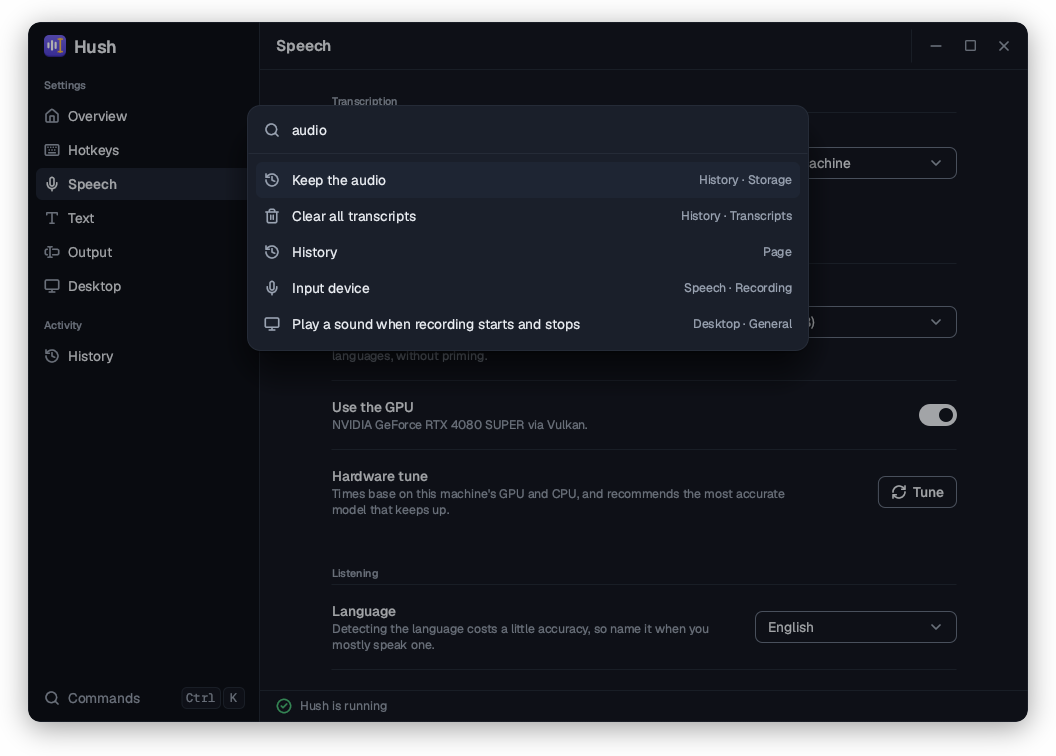 Hush
Speech
Settings
Overview
Hotkeys
Speech
Text
Output
Desktop
Activity
History
Commands
Ctrl K
Transcription
audio
Keep the audio
History · Storage
Clear all transcripts
History · Transcripts
History
Page
Input device
Speech · Recording
Play a sound when recording starts and stops
Desktop · General
languages, without priming.
Use the GPU
NVIDIA GeForce RTX 4080 SUPER via Vulkan.
Hardware tune
Times base on this machine's GPU and CPU, and recommends the most accurate
model that keeps up.
Tune
Listening
Language
Detecting the language costs a little accuracy, so name it when you
mostly speak one.
English
Hush is running